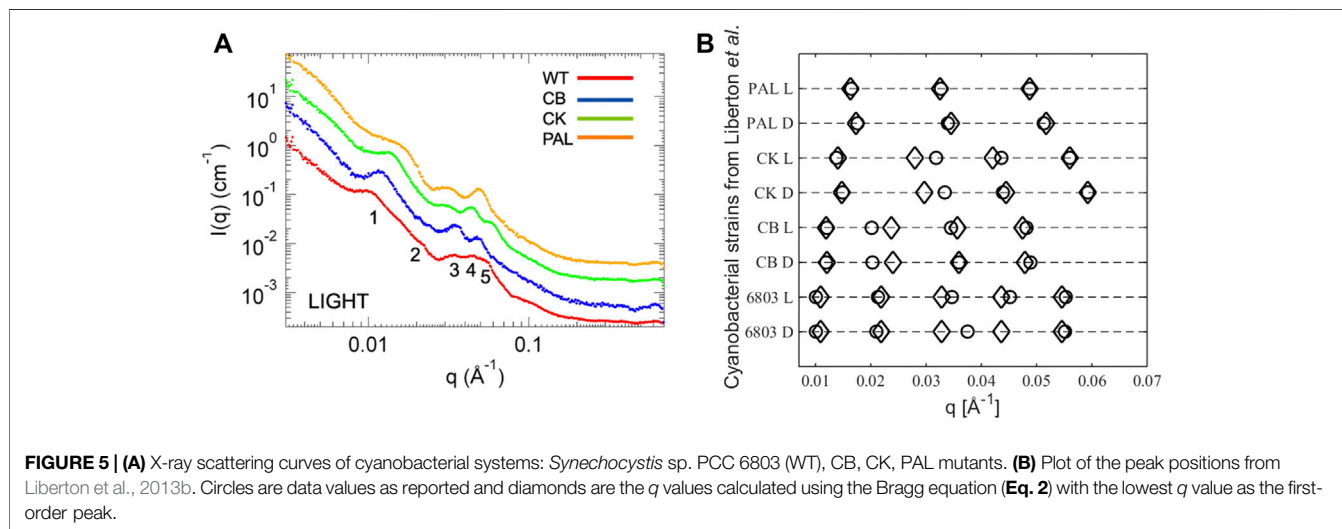 A
10¹
10⁰
10⁻¹
10⁻²
10⁻³
I(q) (cm⁻¹)
WT
CB
CK
PAL
1
2
3
4
5
LIGHT
0.01
0.1
q (Å⁻¹)
B
Cyanobacterial strains from Liberton et al.
PAL L
PAL D
CK L
CK D
CB L
CB D
6803 L
6803 D
0.01
0.02
0.03
0.04
0.05
0.06
0.07
q [Å⁻¹]
FIGURE 5 | (A) X-ray scattering curves of cyanobacterial systems: Synechocystis sp. PCC 6803 (WT), CB, CK, PAL mutants. (B) Plot of the peak positions from
Liberton et al., 2013b. Circles are data values as reported and diamonds are the q values calculated using the Bragg equation (Eq. 2) with the lowest q value as the first-
order peak.